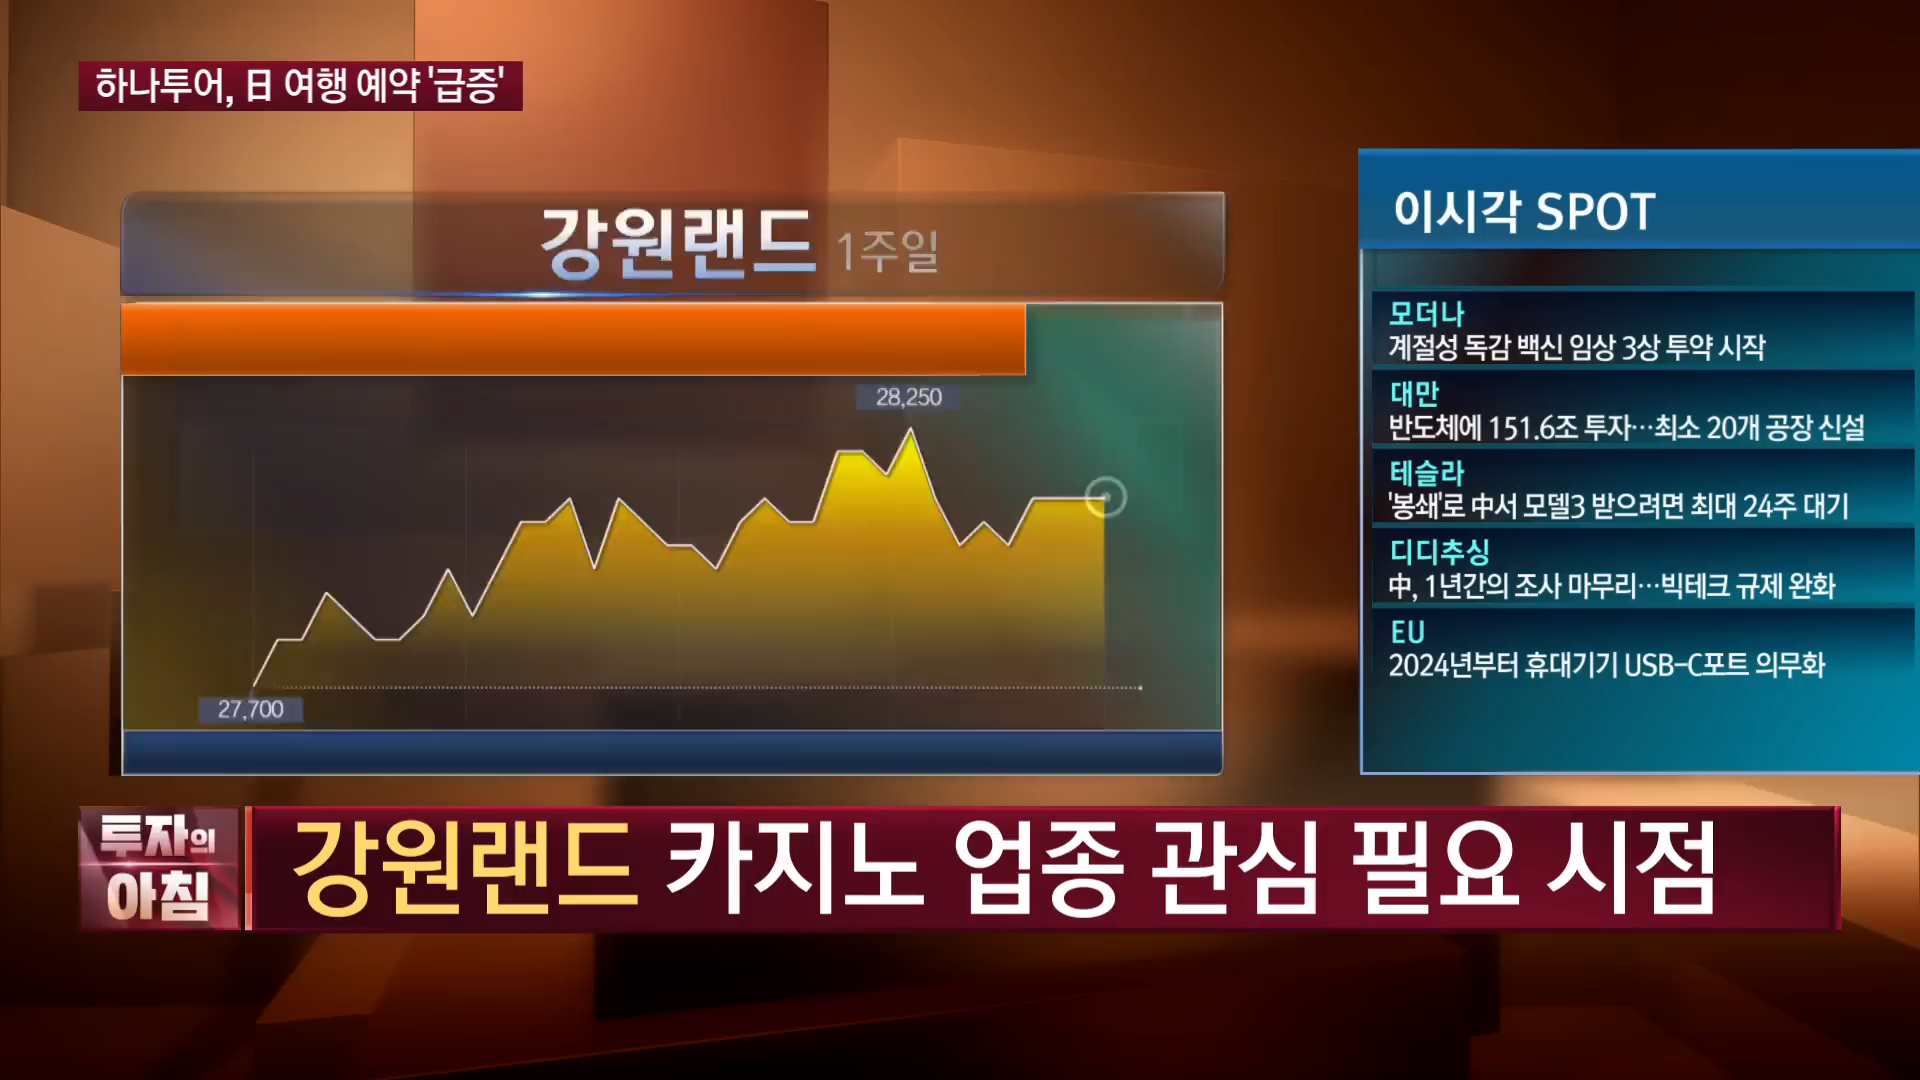 하나투어, 日 여행 예약 '급증'
강원랜드 1주일
28,250
27,700
이시각 SPOT
모더나
계절성 독감 백신 임상 3상 투약 시작
대만
반도체에 151.6조 투자…최소 20개 공장 신설
테슬라
'봉쇄'로 中서 모델3 받으려면 최대 24주 대기
디디추싱
中, 1년간의 조사 마무리…빅테크 규제 완화
EU
2024년부터 휴대기기 USB-C포트 의무화
투자의
아침
강원랜드 카지노 업종 관심 필요 시점